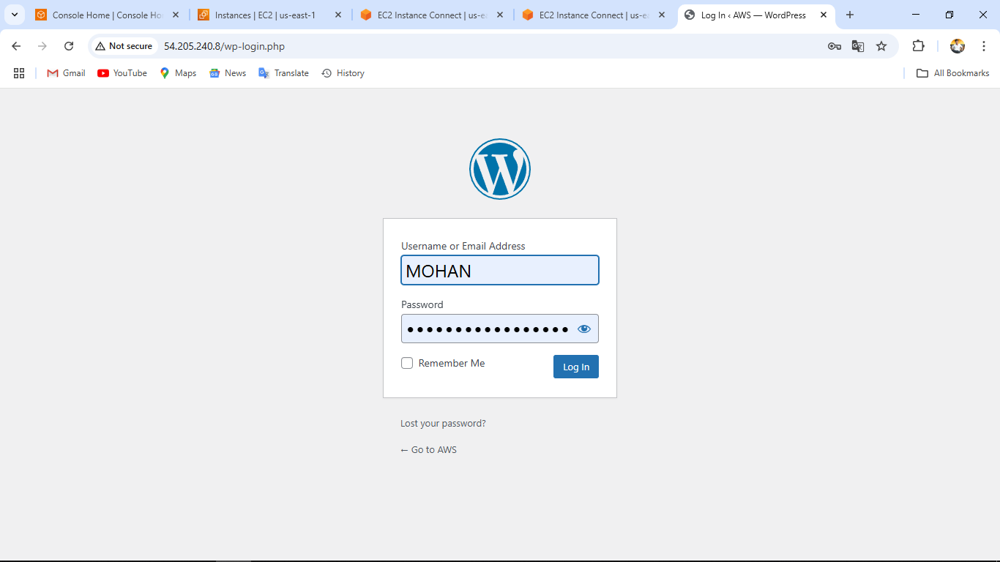 Console Home | Console Ho
Instances | EC2 | us-east-1
EC2 Instance Connect | us-ea
EC2 Instance Connect | us-ea
Log In ‹ AWS — WordPress
Not secure
54.205.240.8/wp-login.php
Gmail
YouTube
Maps
News
Translate
History
All Bookmarks
Username or Email Address
MOHAN
Password
Remember Me
Log In
Lost your password?
← Go to AWS